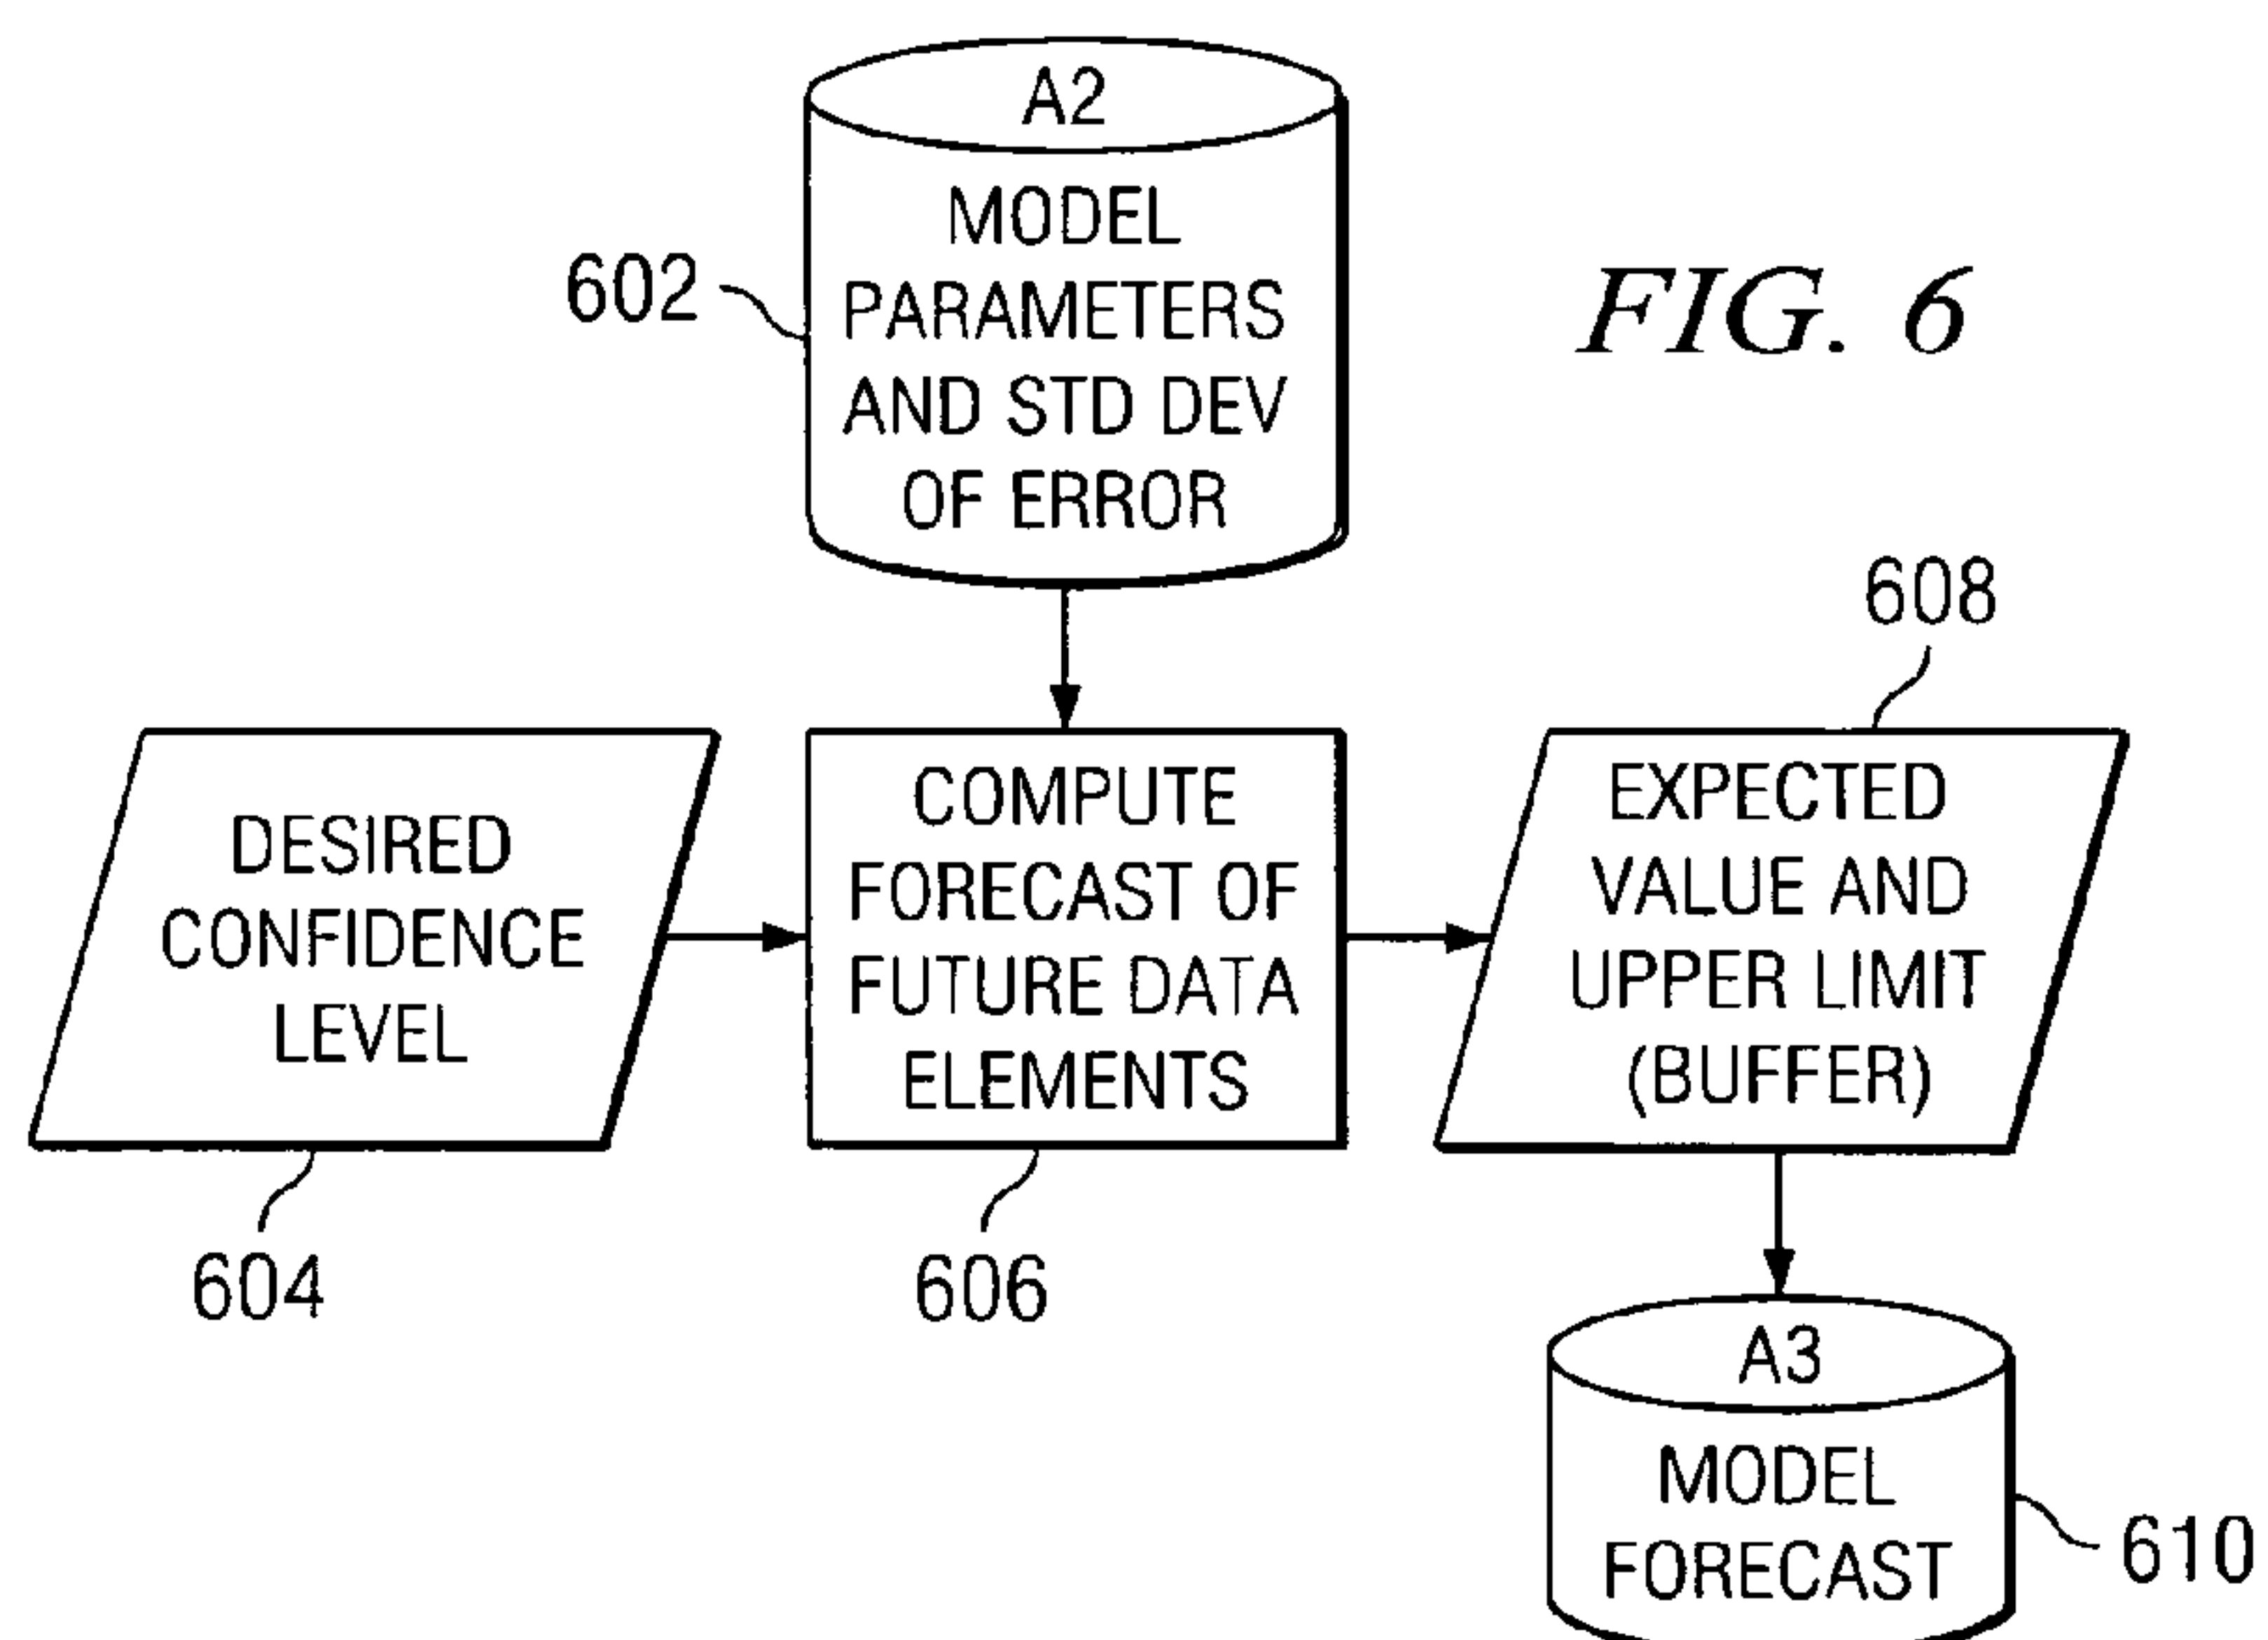 A2
MODEL
PARAMETERS
AND STD DEV
OF ERROR
602
FIG. 6
608
DESIRED
CONFIDENCE
LEVEL
604
COMPUTE
FORECAST OF
FUTURE DATA
ELEMENTS
606
EXPECTED
VALUE AND
UPPER LIMIT
(BUFFER)
A3
MODEL
FORECAST
610